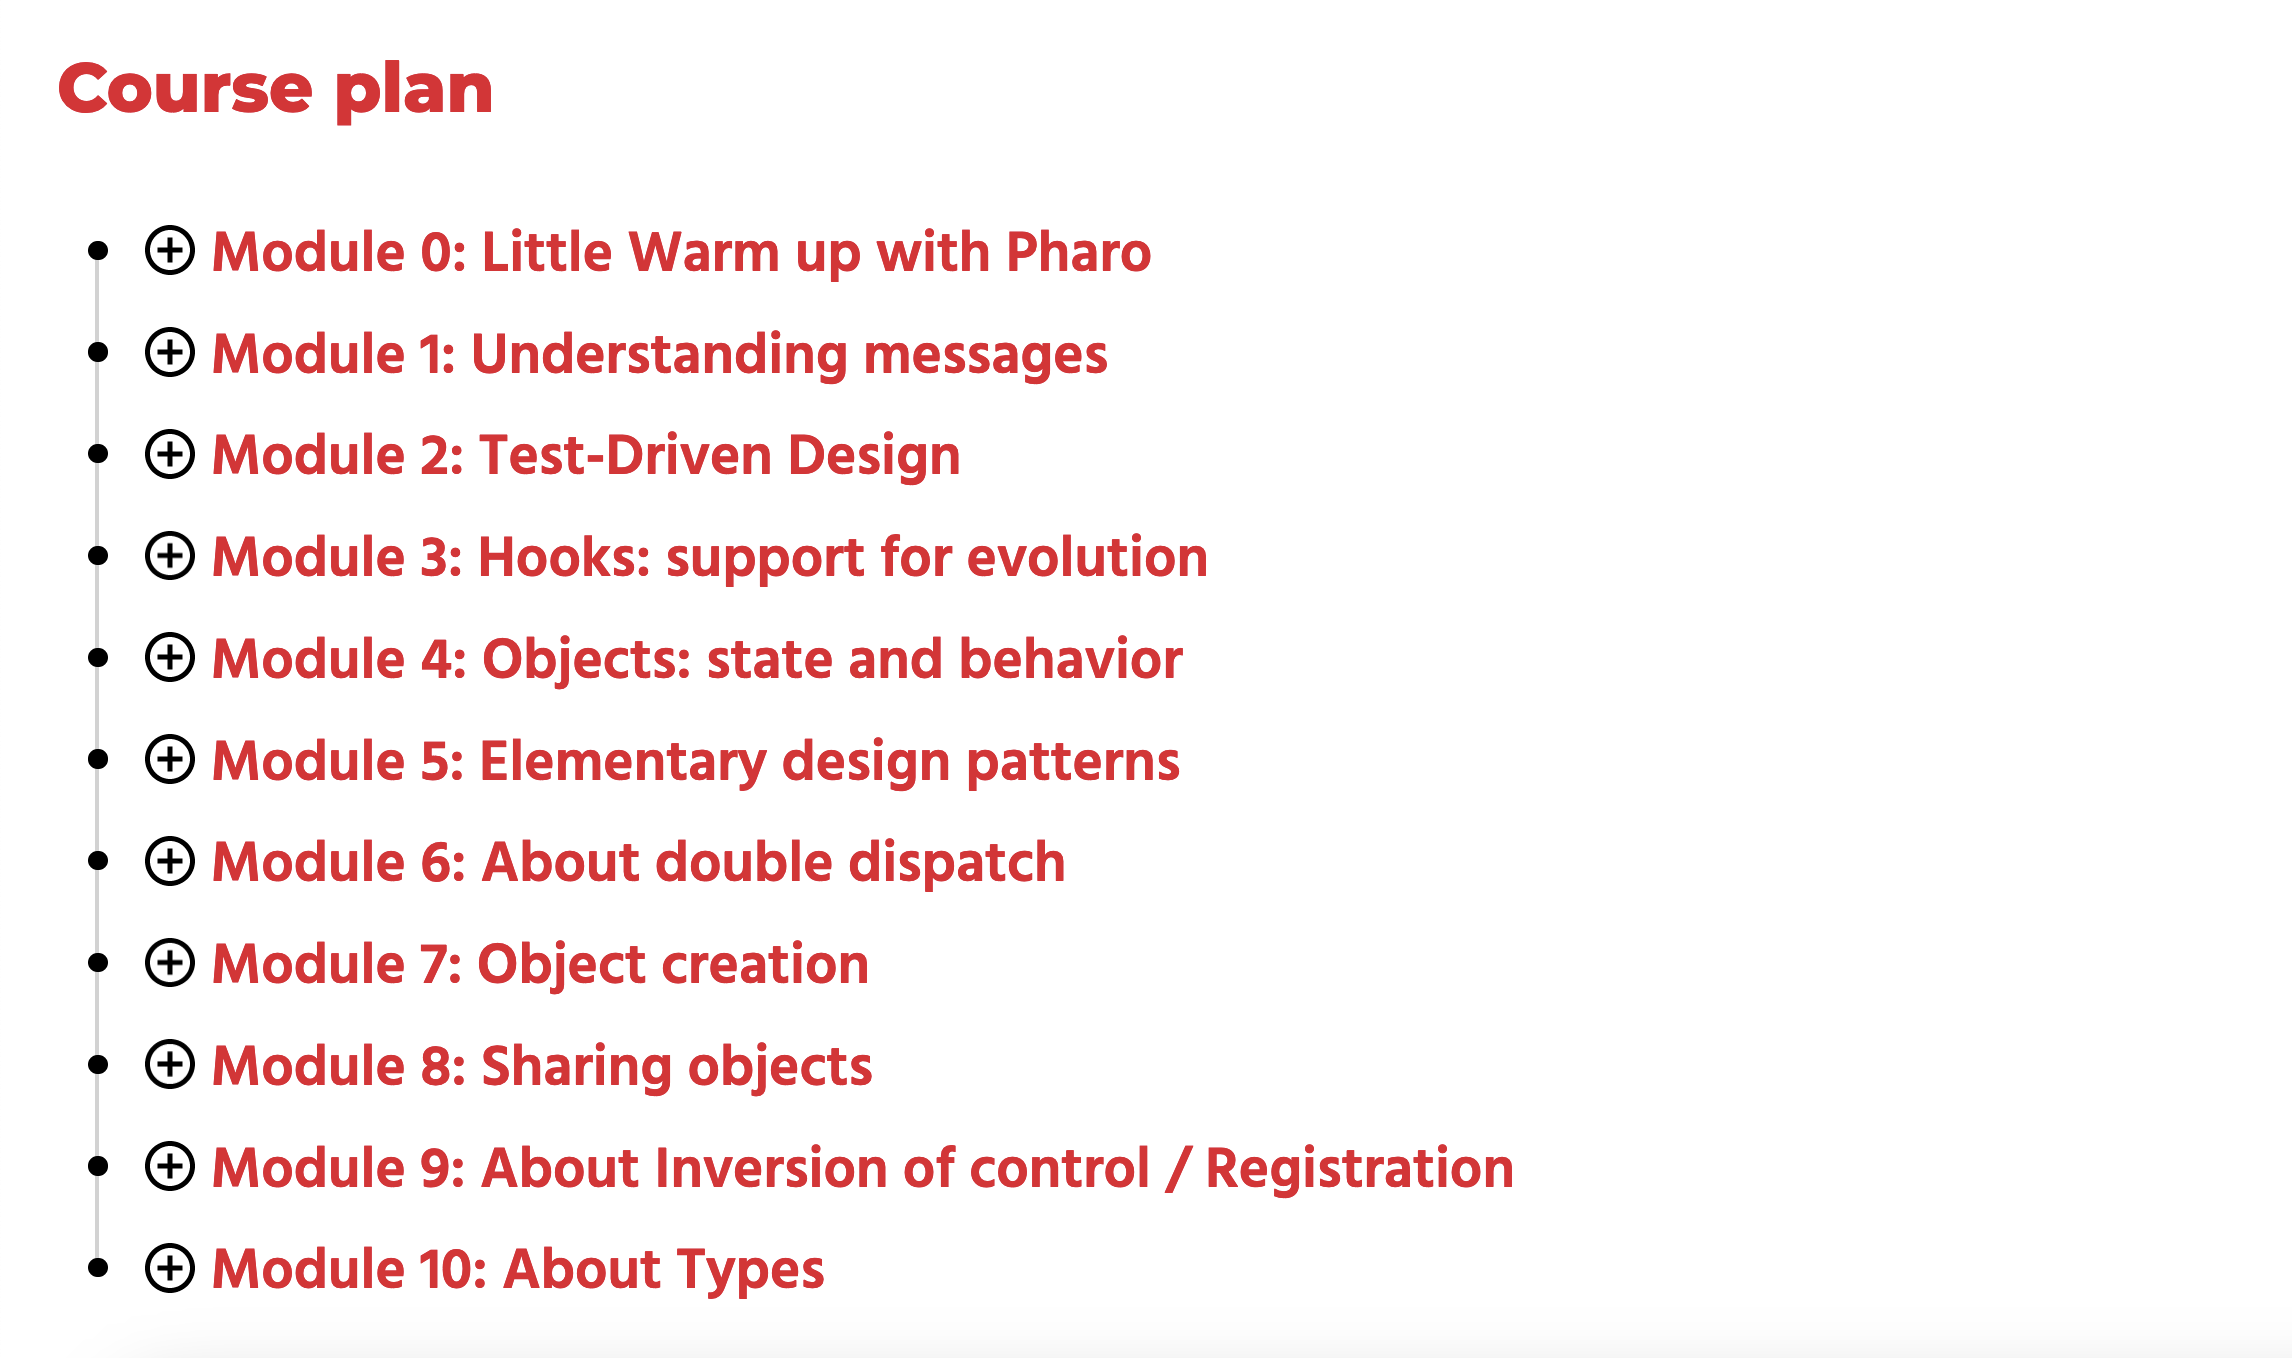 Course plan
Module 0: Little Warm up with Pharo
Module 1: Understanding messages
Module 2: Test-Driven Design
Module 3: Hooks: support for evolution
Module 4: Objects: state and behavior
Module 5: Elementary design patterns
Module 6: About double dispatch
Module 7: Object creation
Module 8: Sharing objects
Module 9: About Inversion of control / Registration
Module 10: About Types